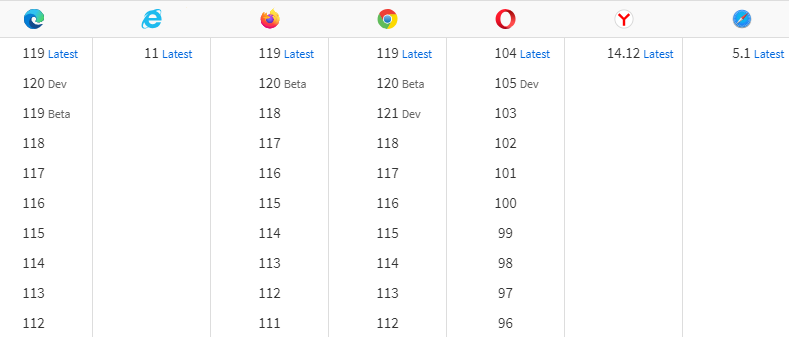 119 Latest 11 Latest 119 Latest 119 Latest 104 Latest 14.12 Latest 5.1 Latest
120 Dev 120 Beta 120 Beta 105 Dev
119 Beta 118 121 Dev 103
118 117 118 102
117 116 117 101
116 115 116 100
115 114 115 99
114 113 114 98
113 112 113 97
112 111 112 96